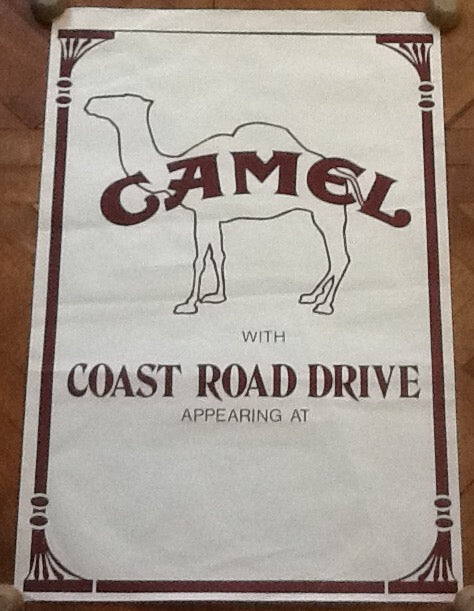 CAMEL
WITH
COAST ROAD DRIVE
APPEARING AT